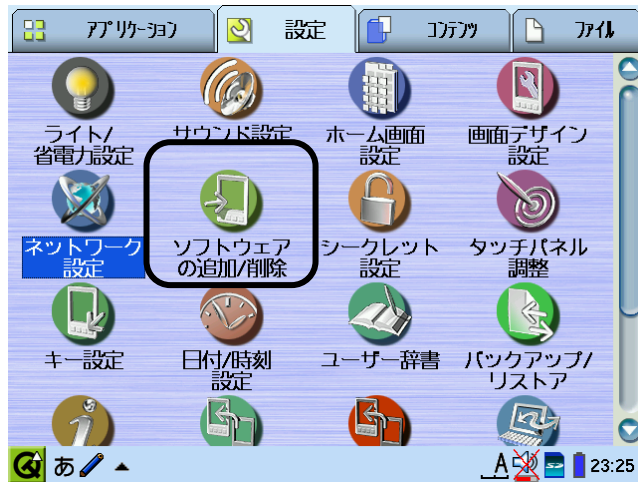 アプリケーション 設定 コンテンツ ファイル
ライト/ サウンド設定 ホーム画面 画面デザイン
省電力設定 設定 設定
ネットワーク ソフトウェア シークレット タッチパネル
設定 の追加/削除 設定 調整
キー設定 日付/時刻 ユーザー辞書 バックアップ/
設定 リストア
あ A 23:25